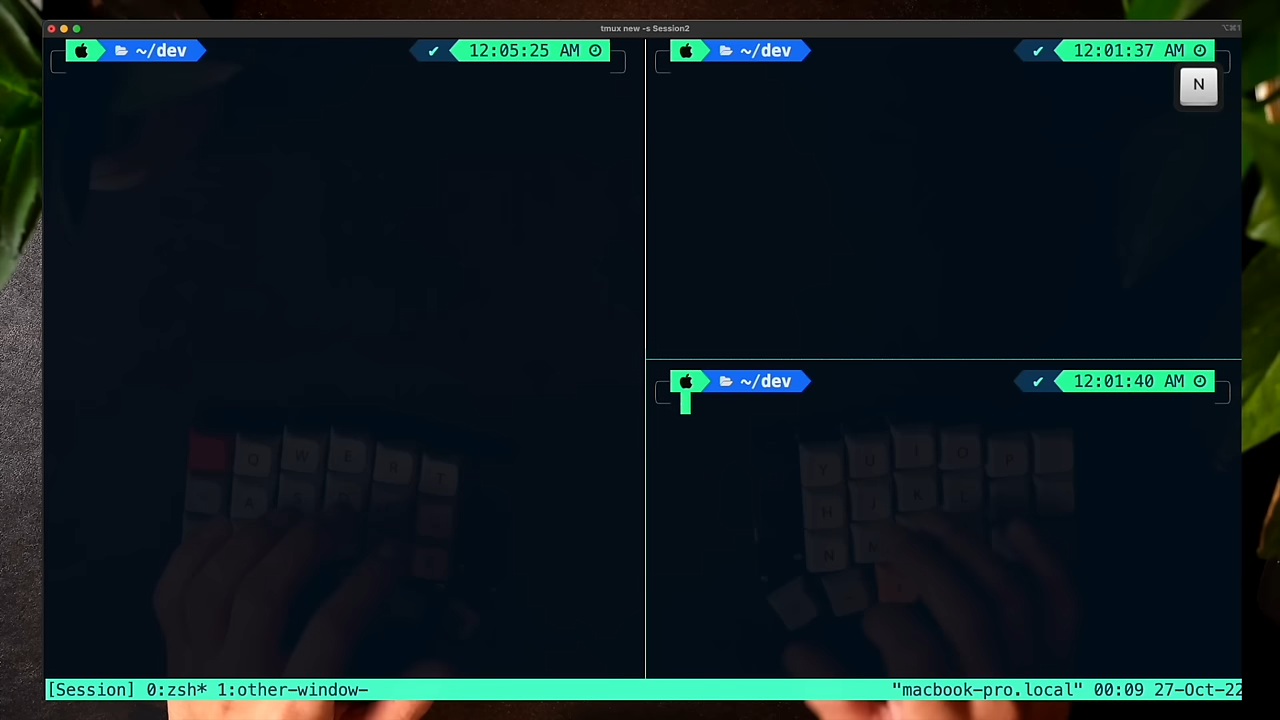 tmux new -s Session2
⌥⌘1
~/dev
✔ 12:05:25 AM
~/dev
✔ 12:01:37 AM
N
~/dev
✔ 12:01:40 AM
Q W E R T
A
Y U I O P
H J K L
N M
[Session] 0:zsh* 1:other-window-
"macbook-pro.local" 00:09 27-Oct-22